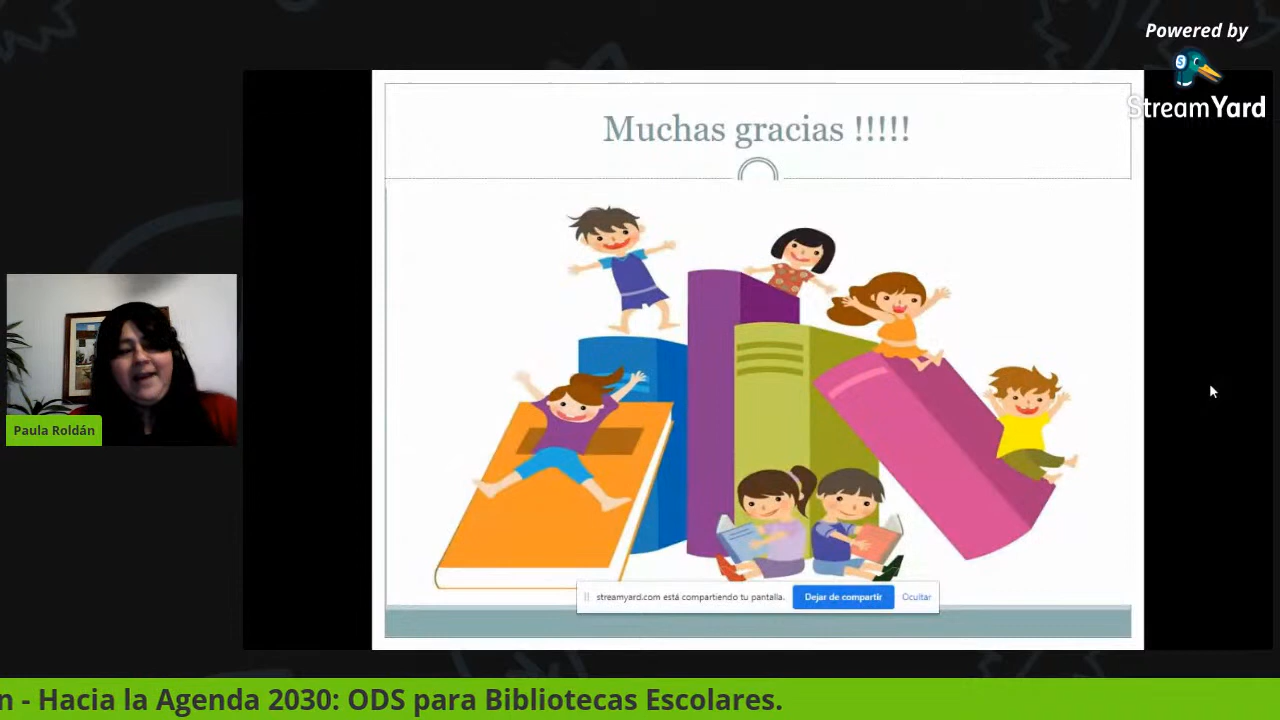 Powered by
StreamYard
Muchas gracias !!!!!
Paula Roldán
streamyard.com está compartiendo tu pantalla.
Dejar de compartir
Ocultar
n - Hacia la Agenda 2030: ODS para Bibliotecas Escolares.